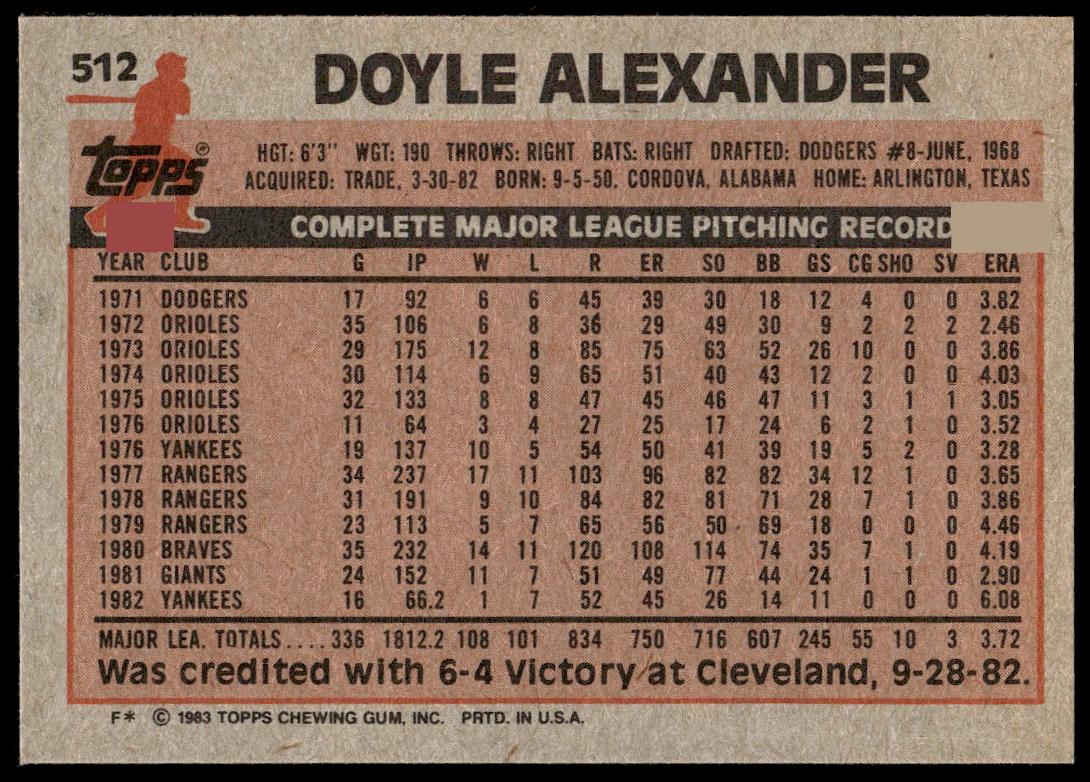 512 DOYLE ALEXANDER
TOPPS®
HGT: 6'3" WGT: 190 THROWS: RIGHT BATS: RIGHT DRAFTED: DODGERS #8-JUNE, 1968
ACQUIRED: TRADE, 3-30-82 BORN: 9-5-50, CORDOVA, ALABAMA HOME: ARLINGTON, TEXAS
COMPLETE MAJOR LEAGUE PITCHING RECORD
YEAR CLUB G IP W L R ER SO BB GS CG SHO SV ERA
1971 DODGERS 17 92 6 6 45 39 30 18 12 4 0 0 3.82
1972 ORIOLES 35 106 6 8 36 29 49 30 9 2 2 2 2.46
1973 ORIOLES 29 175 12 8 85 75 63 52 26 10 0 0 3.86
1974 ORIOLES 30 114 6 9 65 51 40 43 12 2 0 0 4.03
1975 ORIOLES 32 133 8 8 47 45 46 47 11 3 1 1 3.05
1976 ORIOLES 11 64 3 4 27 25 17 24 6 2 1 0 3.52
1976 YANKEES 19 137 10 5 54 50 41 39 19 5 2 0 3.28
1977 RANGERS 34 237 17 11 103 96 82 82 34 12 1 0 3.65
1978 RANGERS 31 191 9 10 84 82 81 71 28 7 1 0 3.86
1979 RANGERS 23 113 5 7 65 56 50 69 18 0 0 0 4.46
1980 BRAVES 35 232 14 11 120 108 114 74 35 7 1 0 4.19
1981 GIANTS 24 152 11 7 51 49 77 44 24 1 1 0 2.90
1982 YANKEES 16 66.2 1 7 52 45 26 14 11 0 0 0 6.08
MAJOR LEA. TOTALS.... 336 1812.2 108 101 834 750 716 607 245 55 10 3 3.72
Was credited with 6-4 Victory at Cleveland, 9-28-82.
F* © 1983 TOPPS CHEWING GUM, INC. PRTD. IN U.S.A.